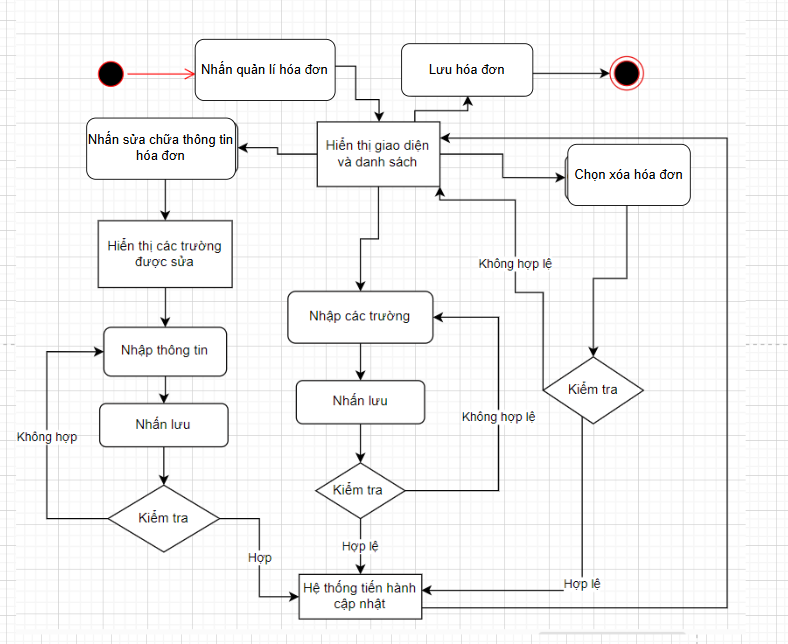 Nhấn quản lí hóa đơn
Lưu hóa đơn
Nhấn sửa chữa thông tin
hóa đơn
Hiển thị giao diện
và danh sách
Chọn xóa hóa đơn
Hiển thị các trường
được sửa
Không hợp lệ
Nhập các trường
Nhập thông tin
Kiểm tra
Nhấn lưu
Không hợp lệ
Nhấn lưu
Không hợp
Kiểm tra
Kiểm tra
Hợp lệ
Hợp
Hợp lệ
Hệ thống tiến hành
cập nhật